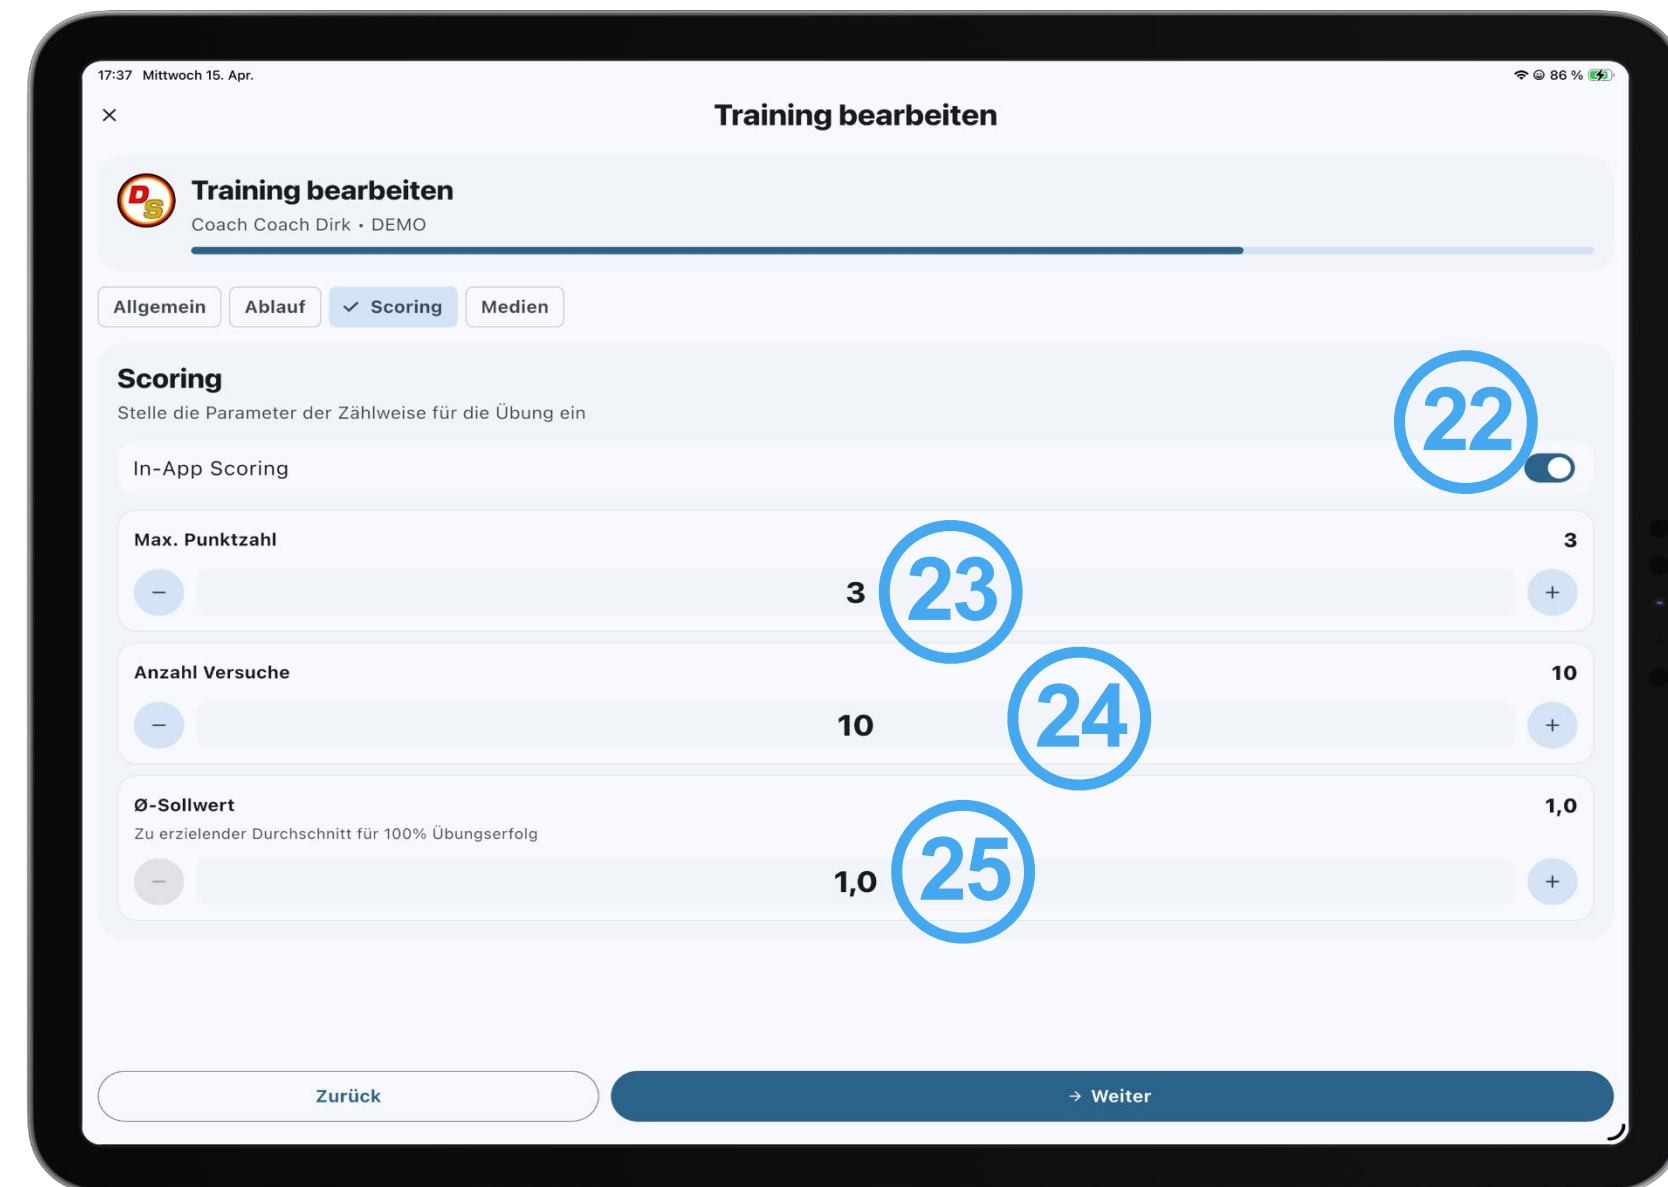 17:37 Mittwoch 15. Apr.
86 %
Training bearbeiten
DS
Training bearbeiten
Coach Coach Dirk • DEMO
Allgemein
Ablauf
✓ Scoring
Medien
Scoring
Stelle die Parameter der Zählweise für die Übung ein
22
In-App Scoring
Max. Punktzahl
3
−
3
23
+
Anzahl Versuche
10
−
10
24
+
Ø-Sollwert
1,0
Zu erzielender Durchschnitt für 100% Übungserfolg
−
1,0
25
+
Zurück
→ Weiter